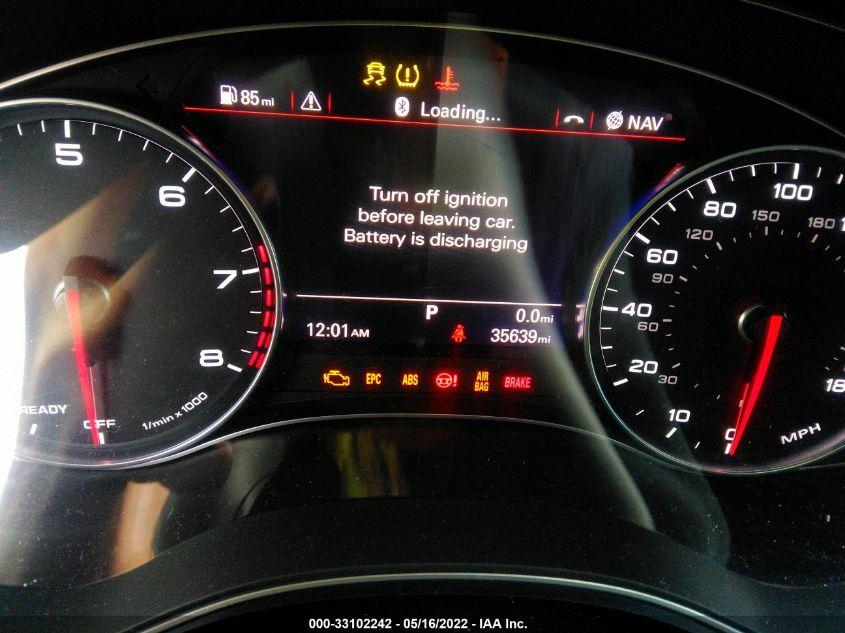 85 mi
Loading...
NAV
Turn off ignition
before leaving car.
Battery is discharging
P
0.0 mi
12:01 AM
35639 mi
EPC
ABS
AIR
BAG
BRAKE
5
6
7
8
READY
OFF
1/min x 1000
0
10
20
40
60
80
100
30
60
90
120
150
180
MPH
000-33102242 - 05/16/2022 - IAA Inc.